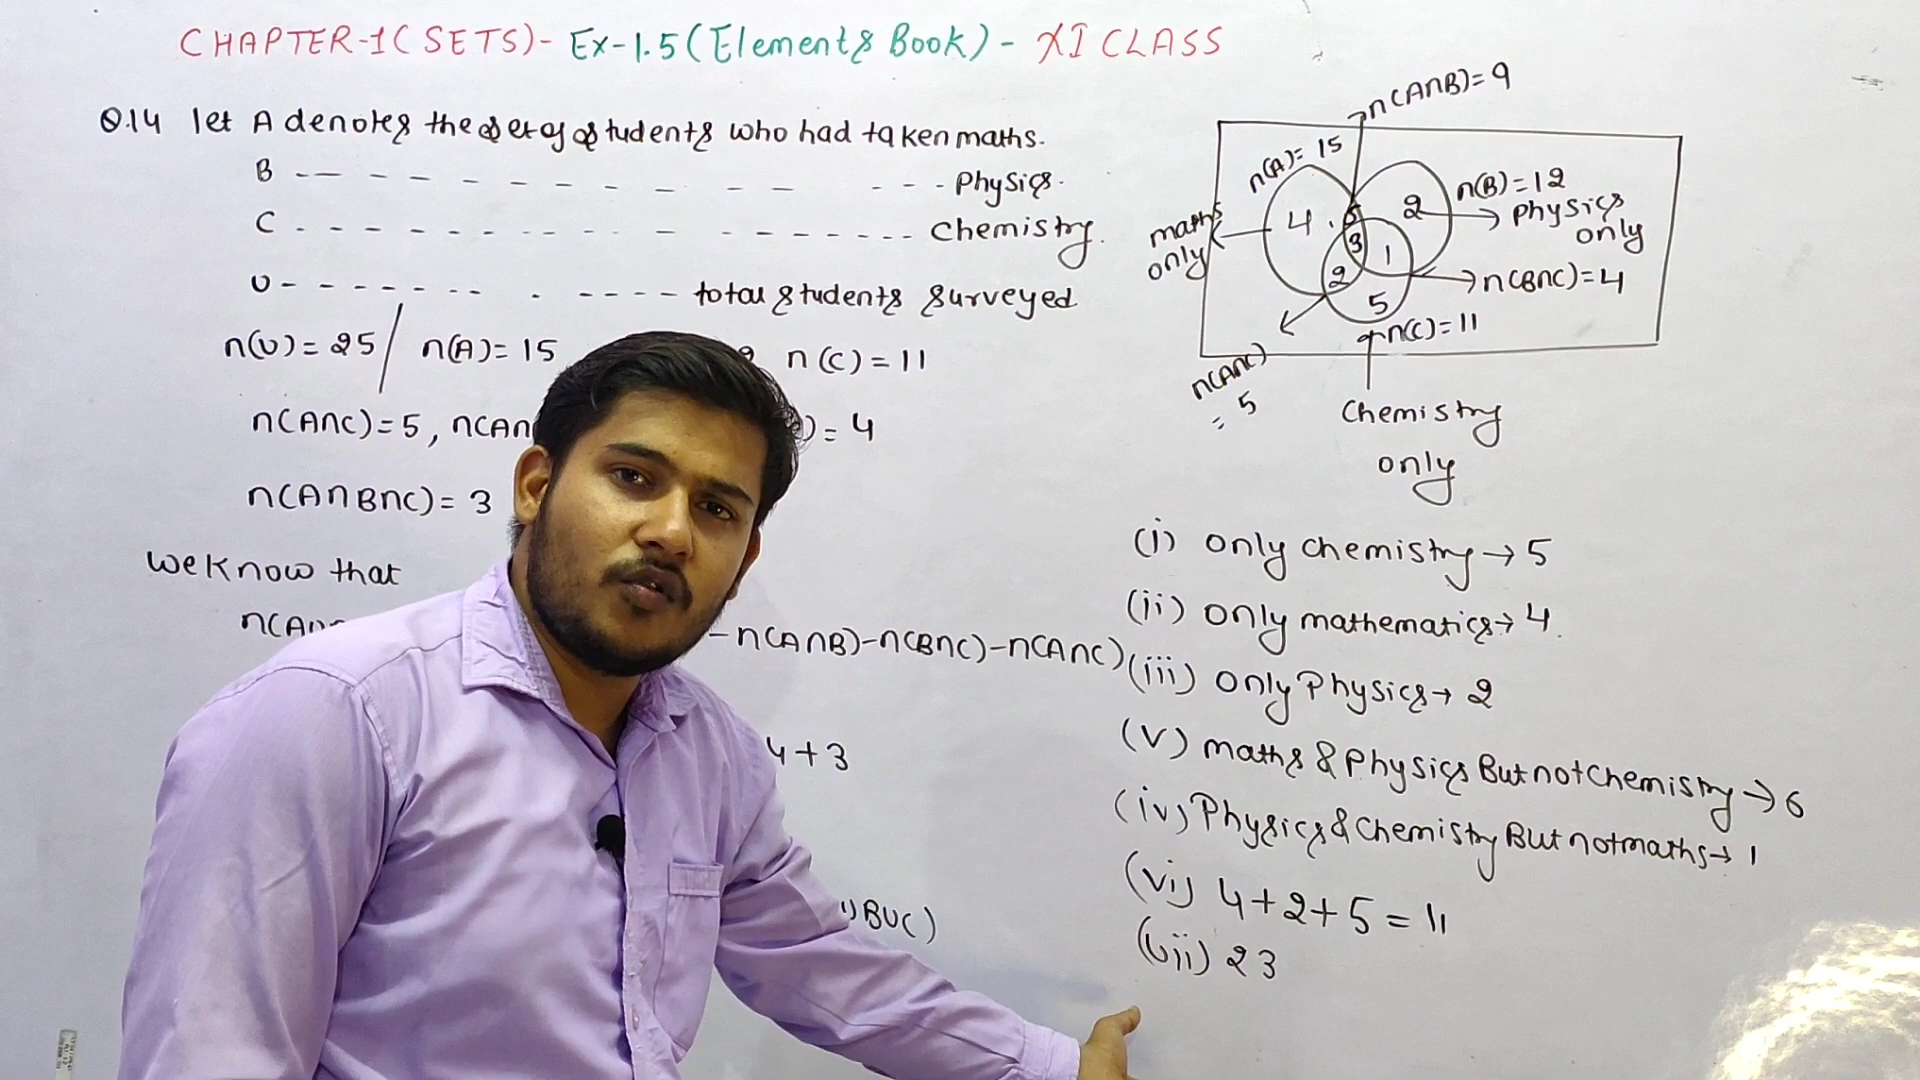 CHAPTER-1(SETS)- Ex-1.5(Elements Book)- XI CLASS
Q.14 let A denotes the set of students who had taken maths.
B - - - - - - - - - - - - - - Physics.
C - - - - - - - - - - - - - - - Chemistry.
U - - - - - - - - - - - - total students surveyed
n(U)= 25 / n(A)= 15 n(C)= 11
n(A∩C)=5, n(A∩ )= 4
n(A∩B∩C)= 3
We know that
-n(A∩B)-n(B∩C)-n(A∩C)
4+3
BUC)
n(A∩B)= 9
n(A)= 15
n(B)=12
4 2
Physics only
maths only
3 1
2
n(B∩C)=4
5
n(C)= 11
n(A∩C) = 5
Chemistry
only
(i) only chemistry → 5
(ii) only mathematics → 4.
(iii) only Physics → 2
(v) maths & Physics But not Chemistry → 6
(iv) Physics & Chemistry But not maths → 1
(vi) 4+2+5 = 11
(vii) 23